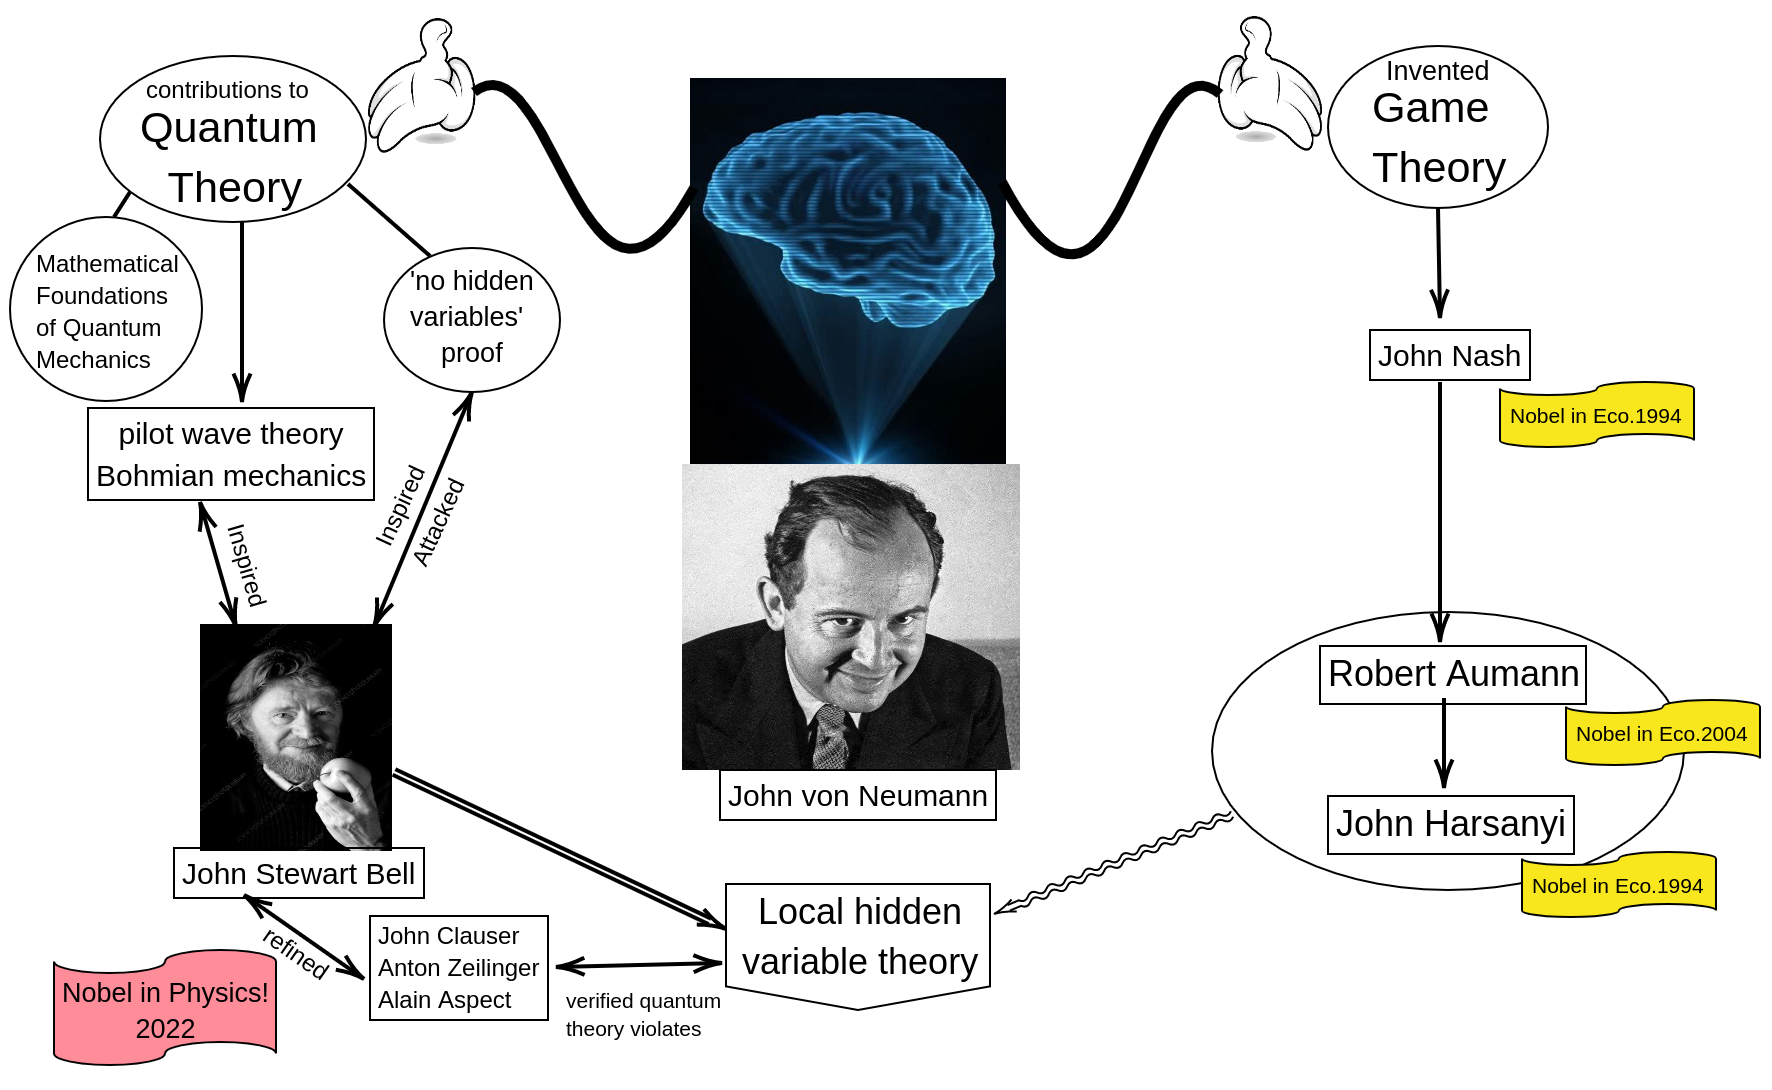 contributions to
Quantum
Theory
Invented
Game
Theory
Mathematical
Foundations
of Quantum
Mechanics
'no hidden
variables'
proof
John Nash
Nobel in Eco.1994
pilot wave theory
Bohmian mechanics
Inspired
Inspired
Attacked
Robert Aumann
Nobel in Eco.2004
John von Neumann
John Harsanyi
Nobel in Eco.1994
John Stewart Bell
Local hidden
variable theory
refined
John Clauser
Anton Zeilinger
Alain Aspect
verified quantum
theory violates
Nobel in Physics!
2022